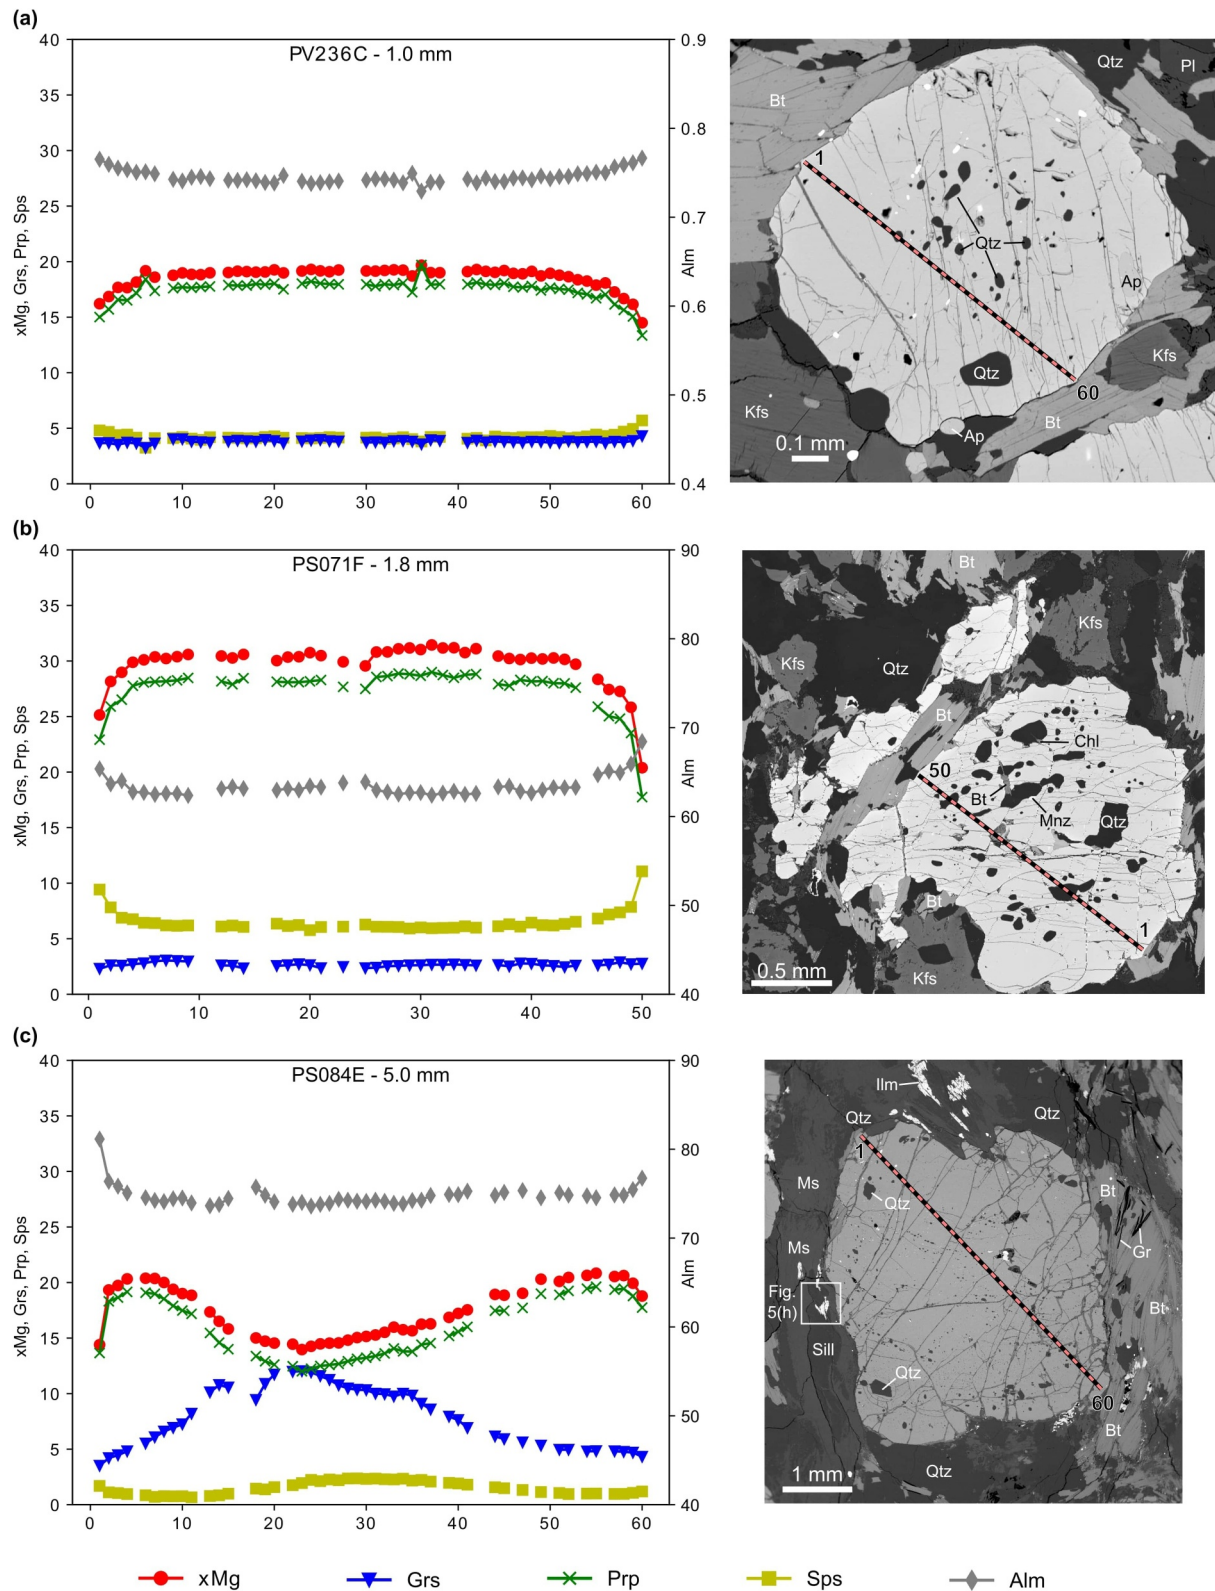 (a)
PV236C - 1.0 mm
40
35
30
25
20
15
10
5
0
xMg, Grs, Prp, Sps
0.9
0.8
0.7
0.6
0.5
0.4
Alm
0 10 20 30 40 50 60
Qtz
Pl
Bt
1
Qtz
Ap
Qtz
Kfs
60
Kfs
Ap
Bt
0.1 mm
(b)
PS071F - 1.8 mm
40
35
30
25
20
15
10
5
0
xMg, Grs, Prp, Sps
90
80
70
60
50
40
Alm
0 10 20 30 40 50
Bt
Kfs
Kfs
Qtz
Bt
Chl
50
Bt
Mnz
Qtz
Bt
1
Kfs
0.5 mm
(c)
PS084E - 5.0 mm
40
35
30
25
20
15
10
5
0
xMg, Grs, Prp, Sps
90
80
70
60
50
40
Alm
0 10 20 30 40 50 60
Ilm
Qtz
Qtz
1
Ms
Qtz
Bt
Ms
Gr
Fig.
5(h)
Bt
Sill
Qtz
60
Bt
Qtz
1 mm
xMg Grs Prp Sps Alm